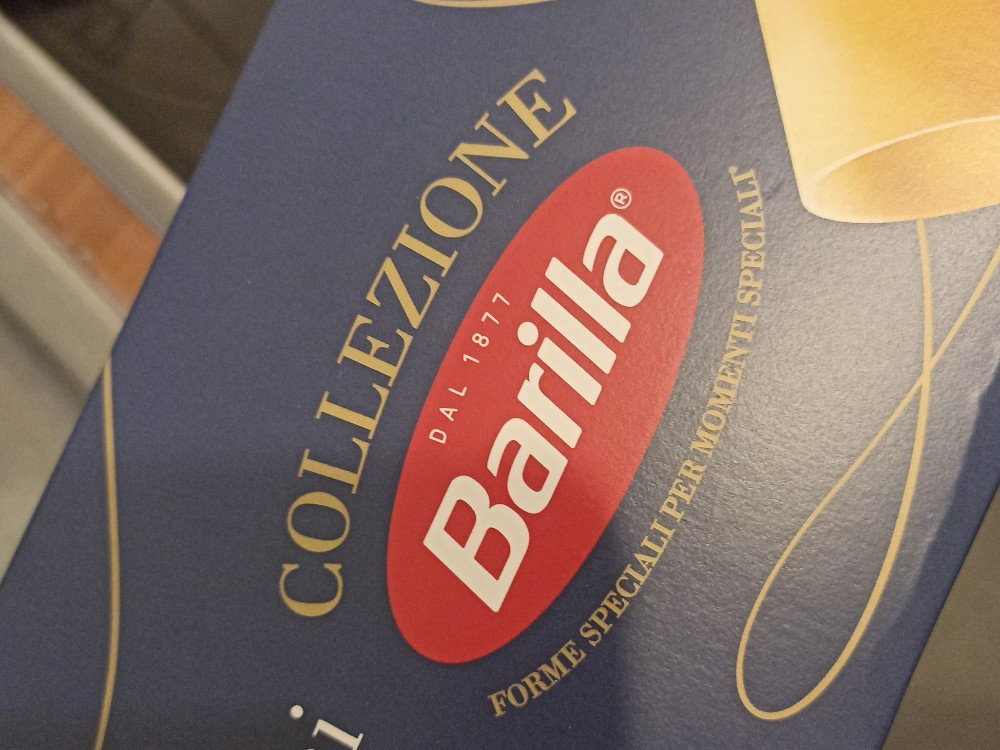 COLLEZIONE
DAL 1877
Barilla®
FORME SPECIALI PER MOMENTI SPECIALI*